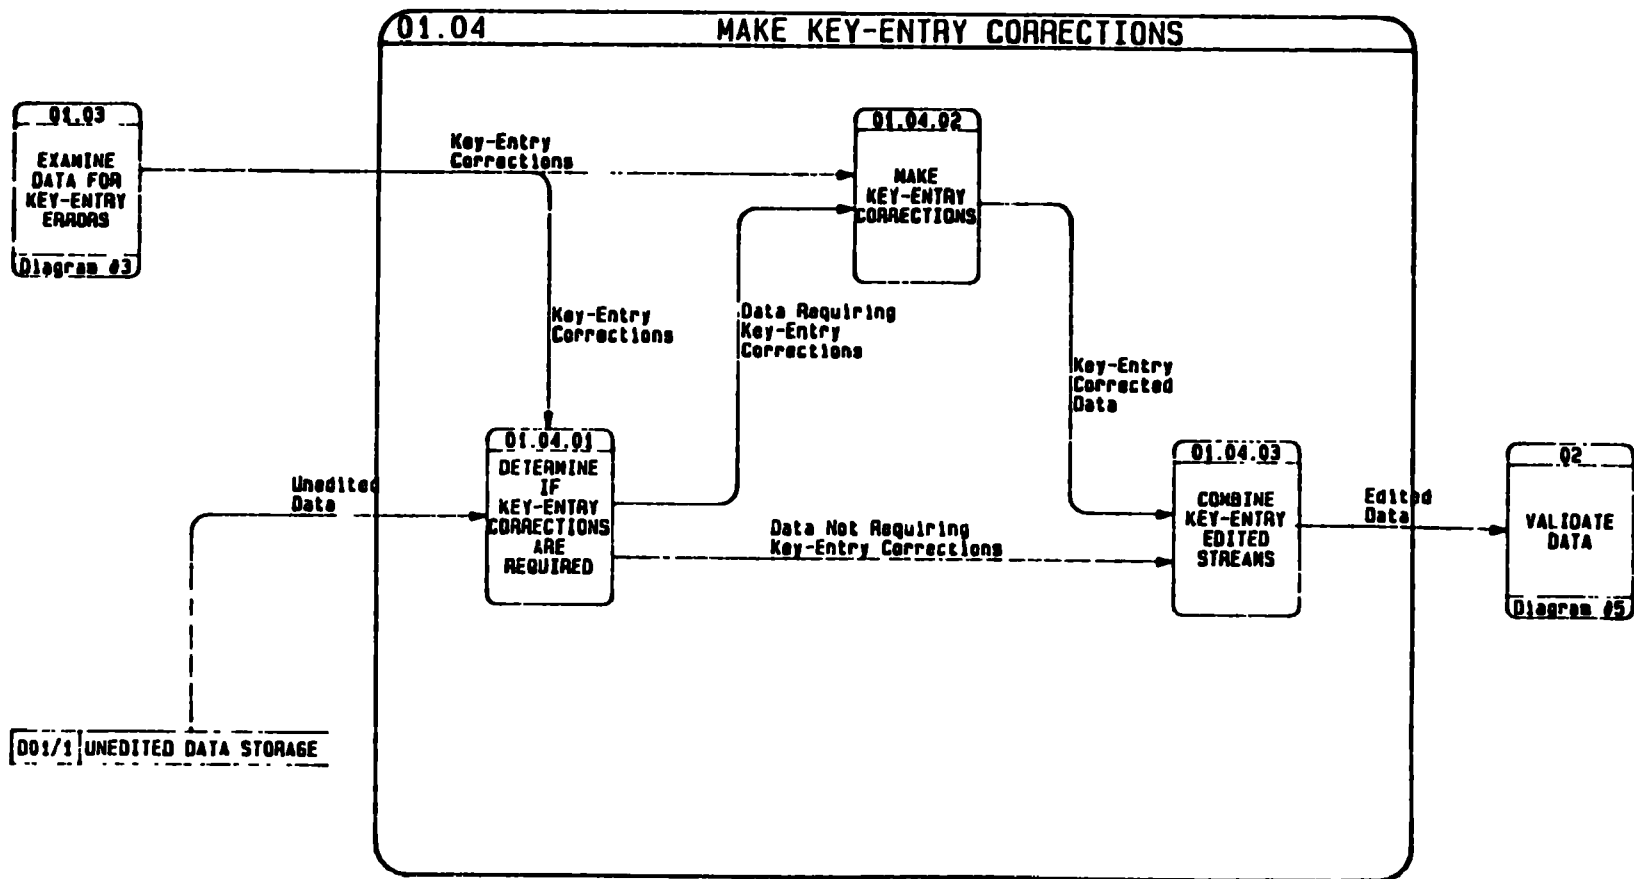 01.04 MAKE KEY-ENTRY CORRECTIONS
01.03
EXAMINE
DATA FOR
KEY-ENTRY
ERRORS
Diagram #3
Key-Entry
Corrections
01.04.02
MAKE
KEY-ENTRY
CORRECTIONS
Key-Entry
Corrections
Data Requiring
Key-Entry
Corrections
Key-Entry
Corrected
Data
Unedited
Data
01.04.01
DETERMINE
IF
KEY-ENTRY
CORRECTIONS
ARE
REQUIRED
Data Not Requiring
Key-Entry Corrections
01.04.03
COMBINE
KEY-ENTRY
EDITED
STREAMS
Edited
Data
02
VALIDATE
DATA
Diagram #5
D01/1 UNEDITED DATA STORAGE